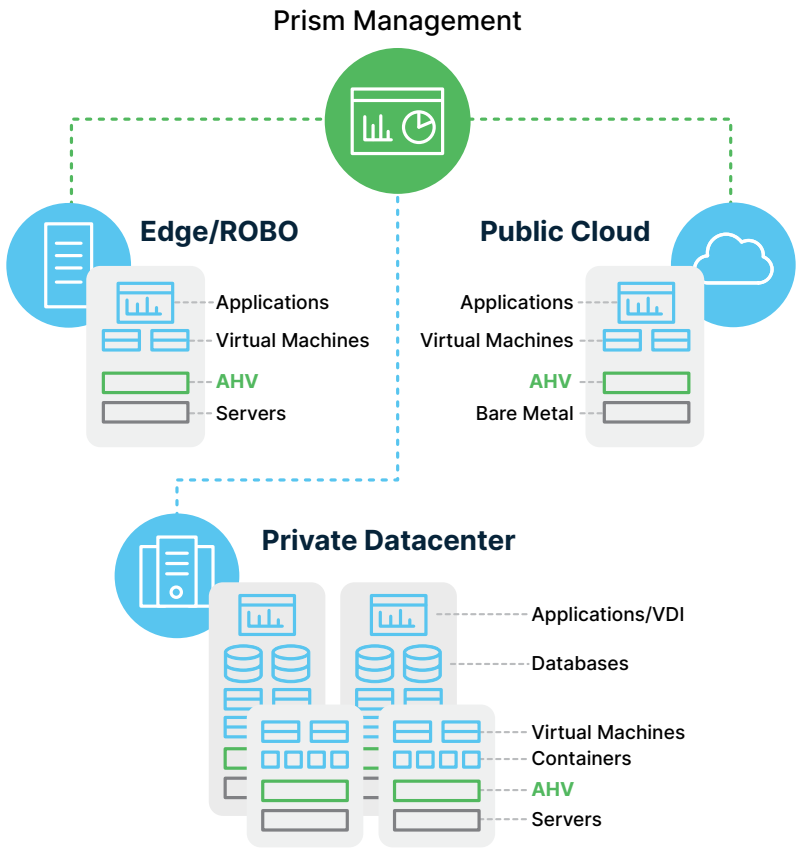 Prism Management
Edge/ROBO
Applications
Virtual Machines
AHV
Servers
Public Cloud
Applications
Virtual Machines
AHV
Bare Metal
Private Datacenter
Applications/VDI
Databases
Virtual Machines
Containers
AHV
Servers